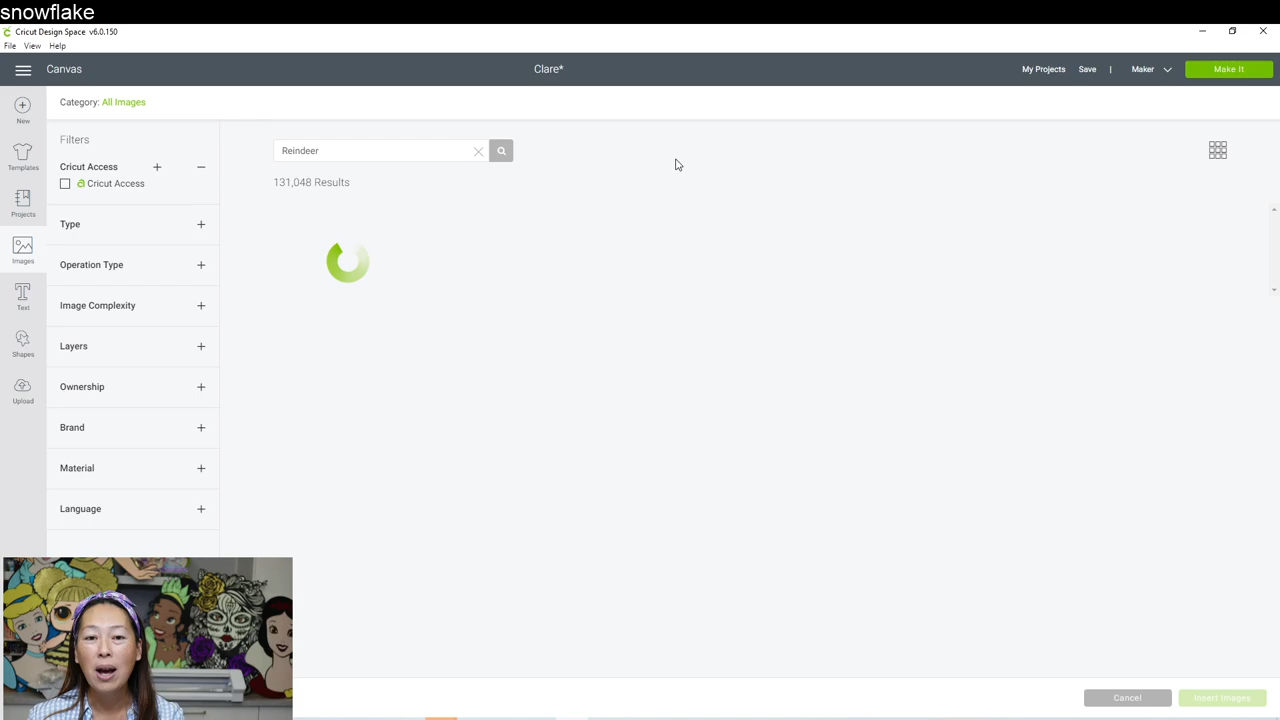 snowflake
Cricut Design Space v6.0.150
File View Help
Canvas
Clare*
My Projects Save | Maker Make It
New
Templates
Projects
Images
Text
Shapes
Upload
Category: All Images
Filters
Cricut Access
Cricut Access
Type
Operation Type
Image Complexity
Layers
Ownership
Brand
Material
Language
Reindeer
131,048 Results
Cancel Insert Images